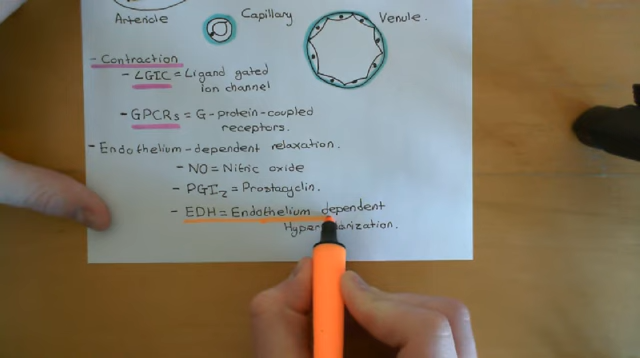 Arteriole
Capillary
Venule.
- Contraction
- LGIC = Ligand gated
ion channel
- GPCRs = G-protein-coupled
receptors.
- Endothelium-dependent relaxation.
- NO = Nitric oxide
- PGI2 = Prostacyclin.
- EDH = Endothelium dependent